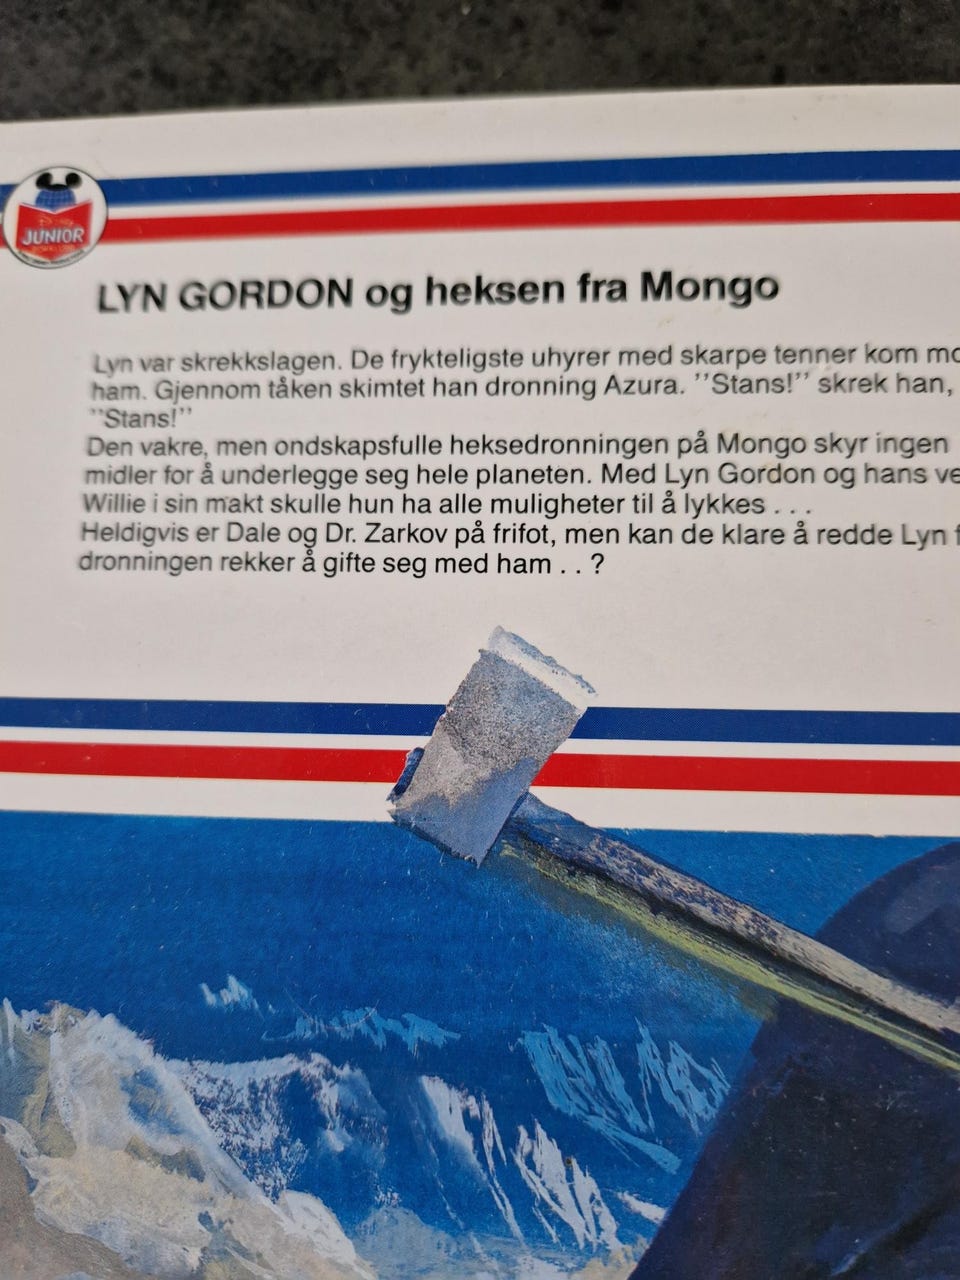 JUNIOR
LYN GORDON og heksen fra Mongo
Lyn var skrekkslagen. De frykteligste uhyrer med skarpe tenner kom mo
ham. Gjennom tåken skimtet han dronning Azura. ''Stans!'' skrek han,
''Stans!''
Den vakre, men ondskapsfulle heksedronningen på Mongo skyr ingen
midler for å underlegge seg hele planeten. Med Lyn Gordon og hans ve
Willie i sin makt skulle hun ha alle muligheter til å lykkes . . .
Heldigvis er Dale og Dr. Zarkov på frifot, men kan de klare å redde Lyn f
dronningen rekker å gifte seg med ham . . ?